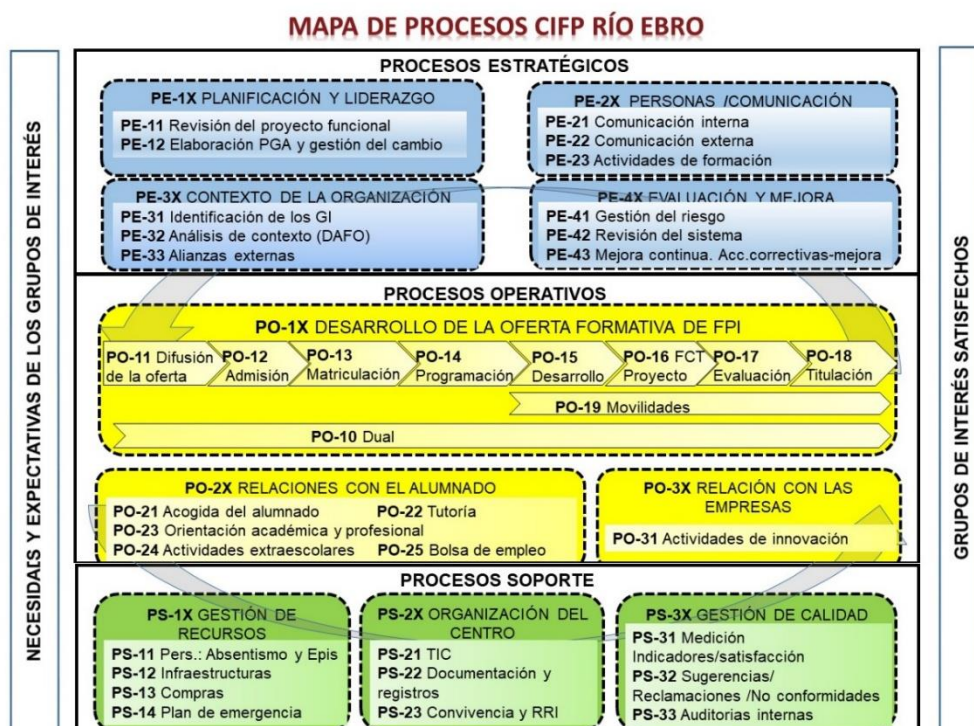 MAPA DE PROCESOS CIFP RÍO EBRO
NECESIDALS Y EXPECTATIVAS DE LOS GRUPOS DE INTERÉS
PROCESOS ESTRATÉGICOS
PE-1X PLANIFICACIÓN Y LIDERAZGO
PE-11 Revisión del proyecto funcional
PE-12 Elaboración PGA y gestión del cambio
PE-2X PERSONAS /COMUNICACIÓN
PE-21 Comunicación interna
PE-22 Comunicación externa
PE-23 Actividades de formación
PE-3X CONTEXTO DE LA ORGANIZACIÓN
PE-31 Identificación de los GI
PE-32 Análisis de contexto (DAFO)
PE-33 Alianzas externas
PE-4X EVALUACIÓN Y MEJORA
PE-41 Gestión del riesgo
PE-42 Revisión del sistema
PE-43 Mejora continua. Acc.correctivas-mejora
PROCESOS OPERATIVOS
PO-1X DESARROLLO DE LA OFERTA FORMATIVA DE FPI
PO-11 Difusión
de la oferta
PO-12
Admisión
PO-13
Matriculación
PO-14
Programación
PO-15
Desarrollo
PO-16 FCT
Proyecto
PO-17
Evaluación
PO-18
Titulación
PO-19 Movilidades
PO-10 Dual
PO-2X RELACIONES CON EL ALUMNADO
PO-21 Acogida del alumnado
PO-22 Tutoría
PO-23 Orientación académica y profesional
PO-24 Actividades extraescolares
PO-25 Bolsa de empleo
PO-3X RELACIÓN CON LAS
EMPRESAS
PO-31 Actividades de innovación
PROCESOS SOPORTE
PS-1X GESTIÓN DE
RECURSOS
PS-11 Pers.: Absentismo y Epis
PS-12 Infraestructuras
PS-13 Compras
PS-14 Plan de emergencia
PS-2X ORGANIZACIÓN DEL
CENTRO
PS-21 TIC
PS-22 Documentación y
registros
PS-23 Convivencia y RRI
PS-3X GESTIÓN DE CALIDAD
PS-31 Medición
Indicadores/satisfacción
PS-32 Sugerencias/
Reclamaciones /No conformidades
PS-33 Auditorias internas
GRUPOS DE INTERÉS SATISFECHOS